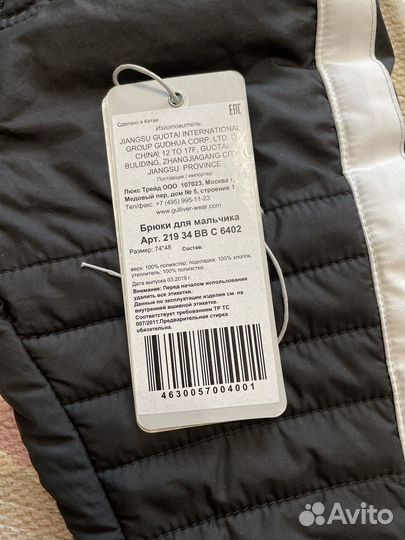 Сделано в Китае
EAC
Изготовитель:
JIANGSU GUOTAI INTERNATIONAL
GROUP GUOHUA CORP. LTD. (
CHINA; 12 TO 17F, GUOTAI
BULIDING, ZHANGJIAGANG CITY
JIANGSU PROVINCE
Поставщик / импортер:
Люкс Трейд ООО 107023, Москва г,
Медовый пер, дом № 5, строение 1
Тел/факс +7 (495) 995-11-23
www.gulliver-wear.com
Брюки для мальчика
Арт. 219 34 BB C 6402
Размер: 74*48 Состав:
верх: 100% полиэстер; подкладка: 100% хлопок,
утеплитель: 100% полиэстер
Дата выпуска 03.2019 г.
Внимание: Перед началом использования
удалить все этикетки.
Данные по эксплуатации изделия см. на
внутренней вшивной этикетке.
Соответствует требованиям ТР ТС
007/2011.Предварительная стирка
обязательна.
4630057004001
Avito